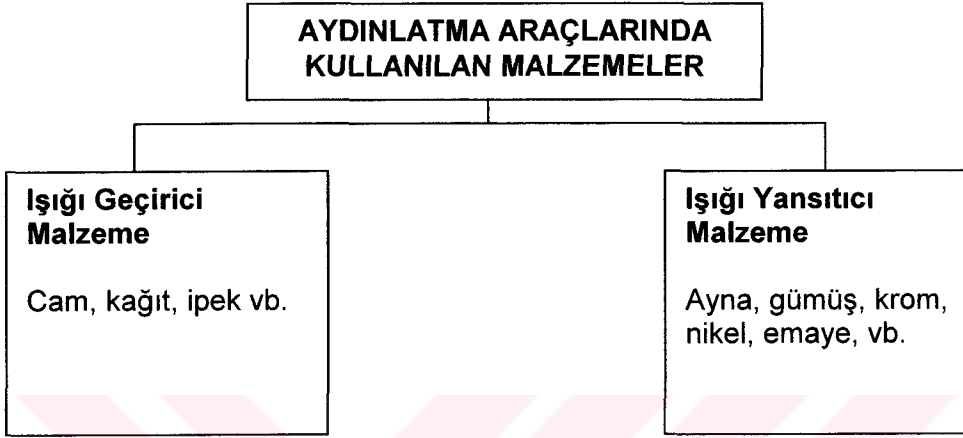 AYDINLATMA ARAÇLARINDA
KULLANILAN MALZEMELER
Işığı Geçirici
Malzeme
Cam, kağıt, ipek vb.
Işığı Yansıtıcı
Malzeme
Ayna, gümüş, krom,
nikel, emaye, vb.